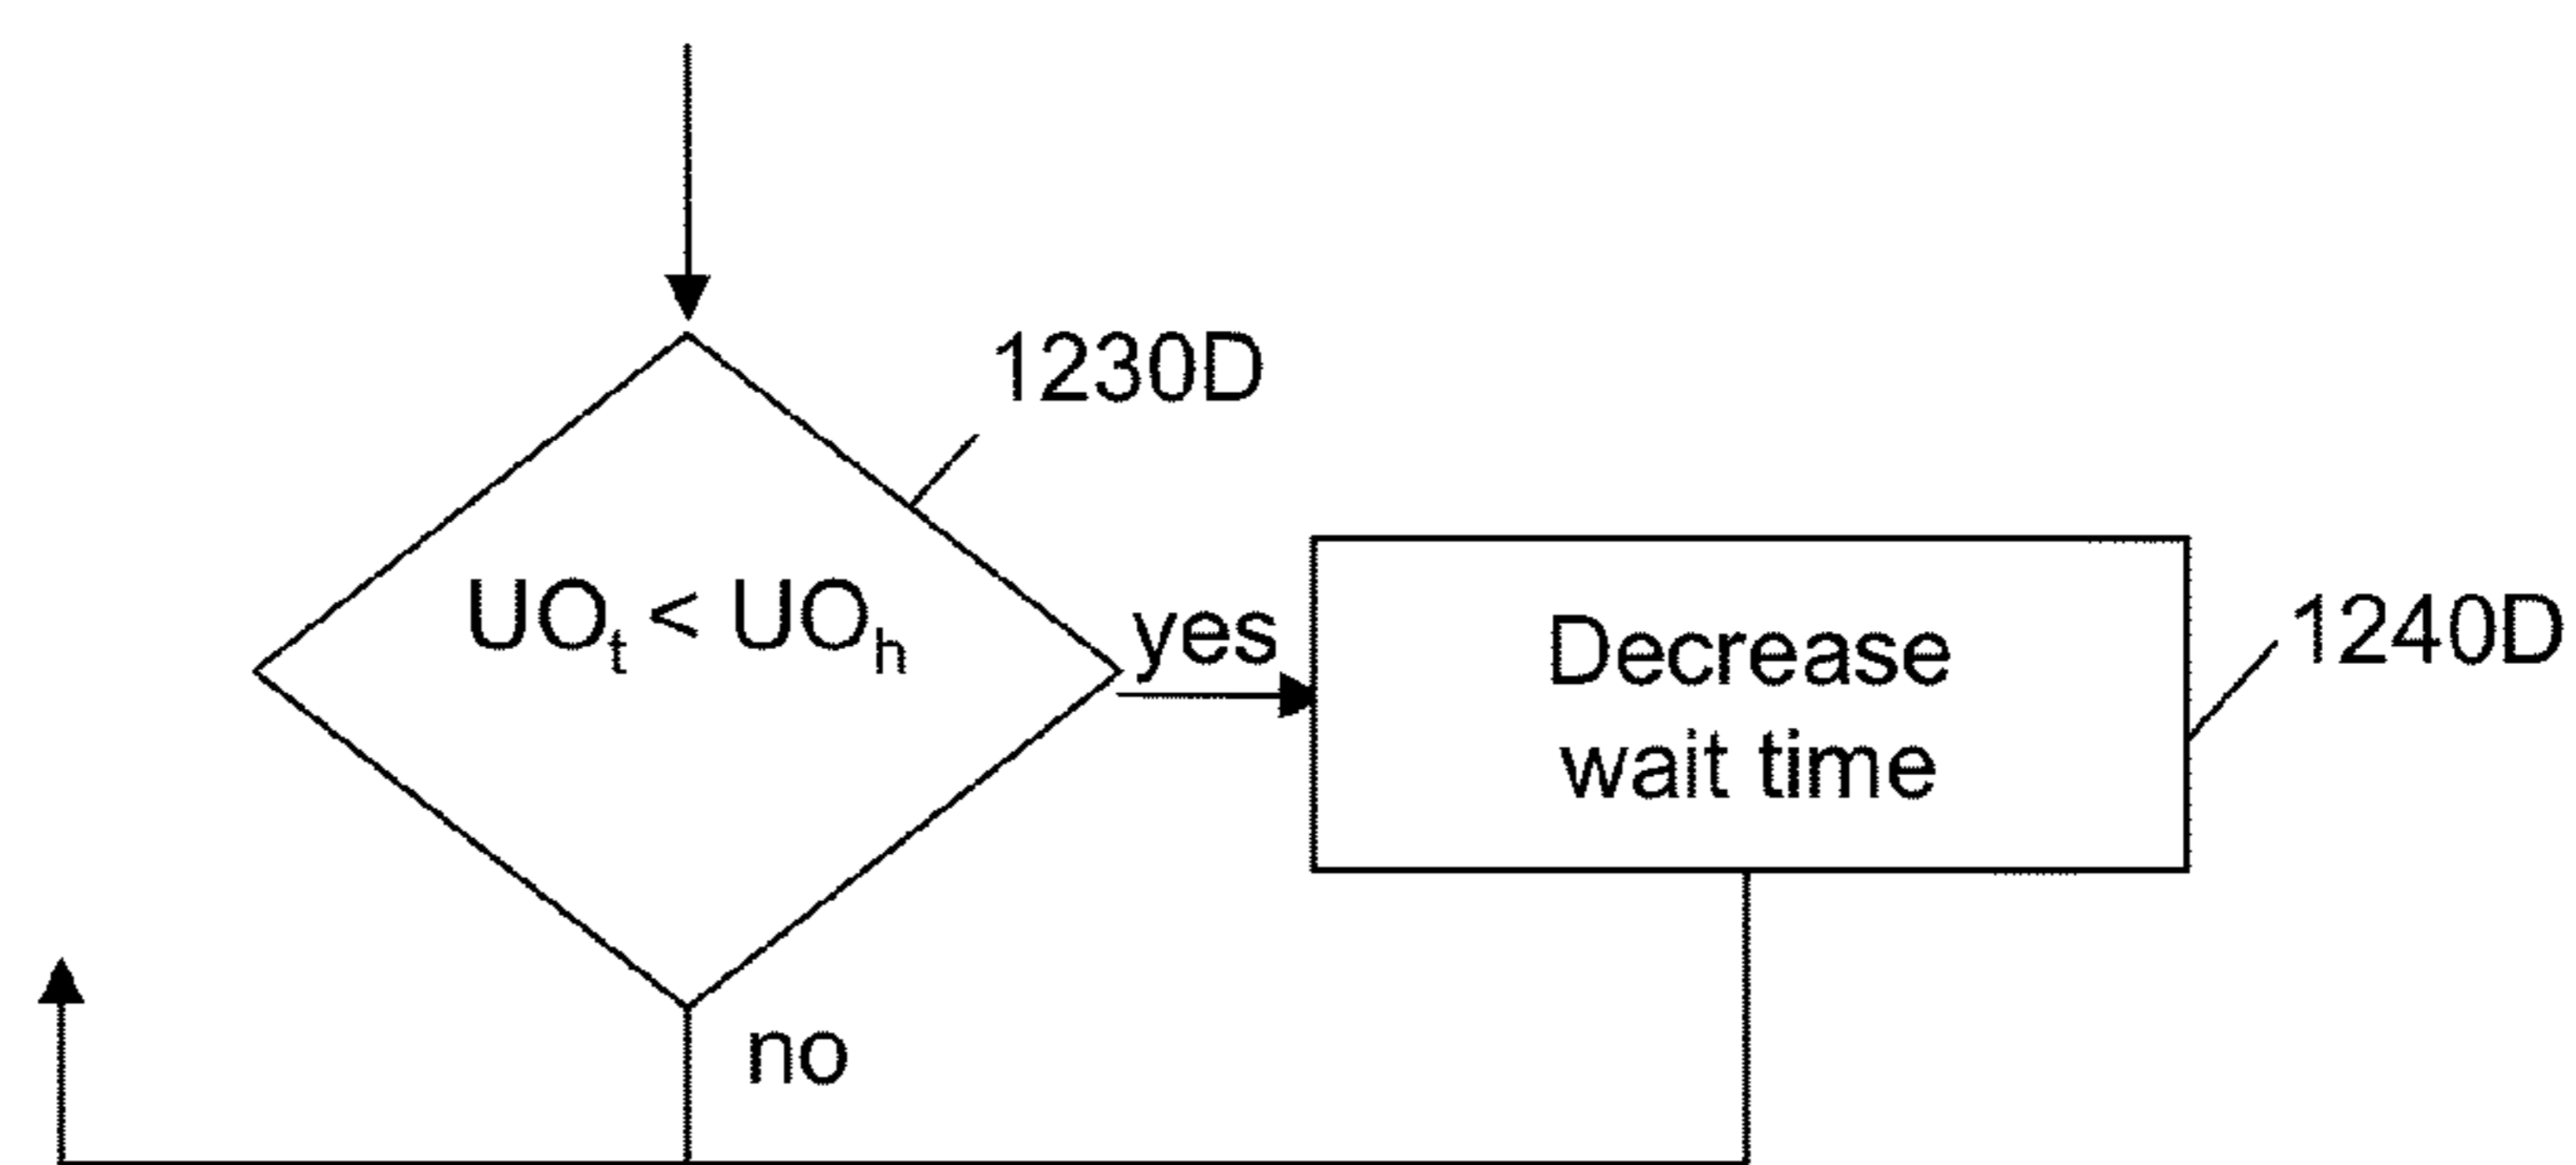 1230D
UOₜ < UOₕ
yes
Decrease
wait time
1240D
no